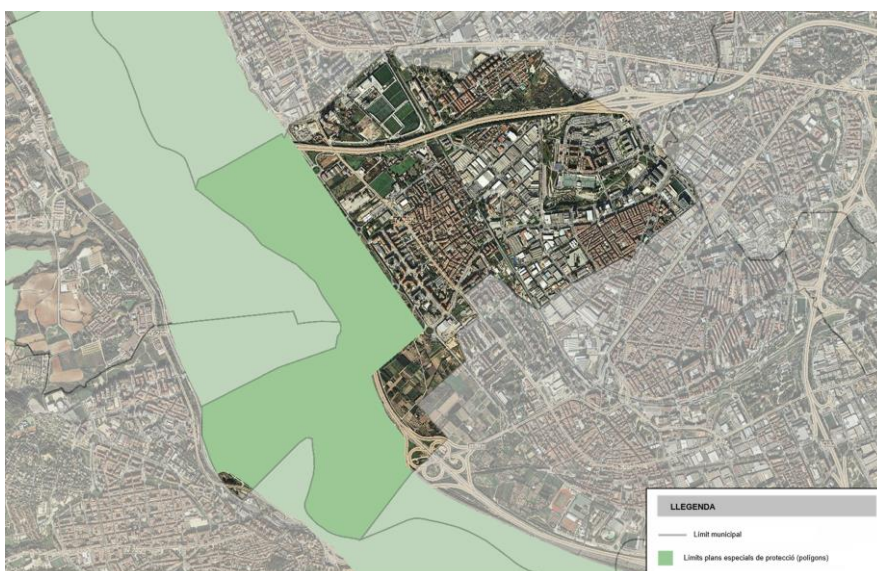 LLEGENDA
Límit municipal
Límits plans especials de protecció (polígons)